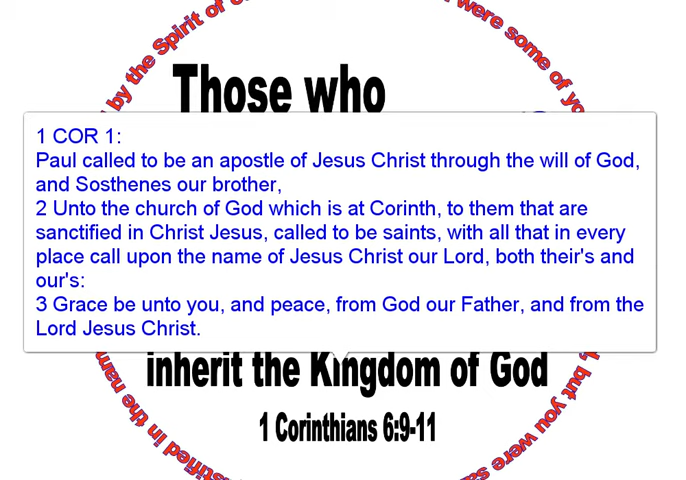 by the Spirit of
were some of
Those who
1 COR 1:
Paul called to be an apostle of Jesus Christ through the will of God,
and Sosthenes our brother,
2 Unto the church of God which is at Corinth, to them that are
sanctified in Christ Jesus, called to be saints, with all that in every
place call upon the name of Jesus Christ our Lord, both their's and
our's:
3 Grace be unto you, and peace, from God our Father, and from the
Lord Jesus Christ.
inherit the Kingdom of God
1 Corinthians 6:9-11
but you were
in the